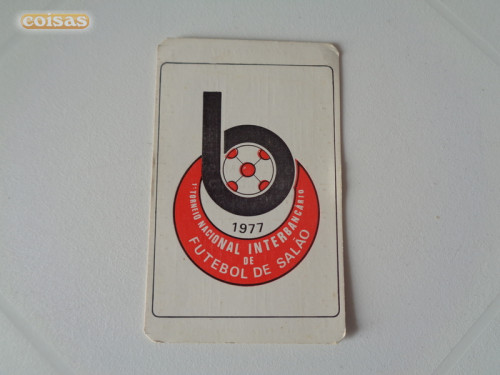 coisas
b
1977
1º TORNEIO NACIONAL INTERBANCÁRIO
DE
FUTEBOL DE SALÃO